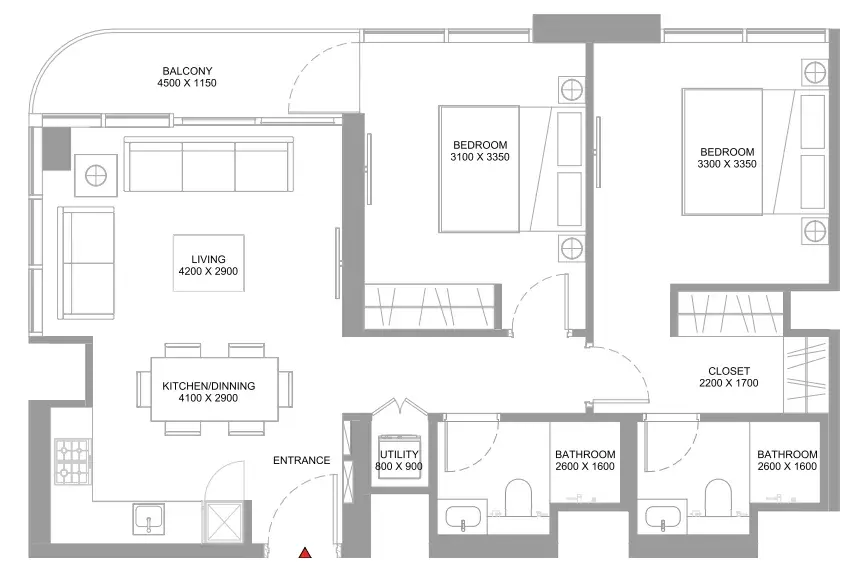 BALCONY
4500 X 1150
BEDROOM
3100 X 3350
BEDROOM
3300 X 3350
LIVING
4200 X 2900
KITCHEN/DINNING
4100 X 2900
CLOSET
2200 X 1700
ENTRANCE
UTILITY
800 X 900
BATHROOM
2600 X 1600
BATHROOM
2600 X 1600